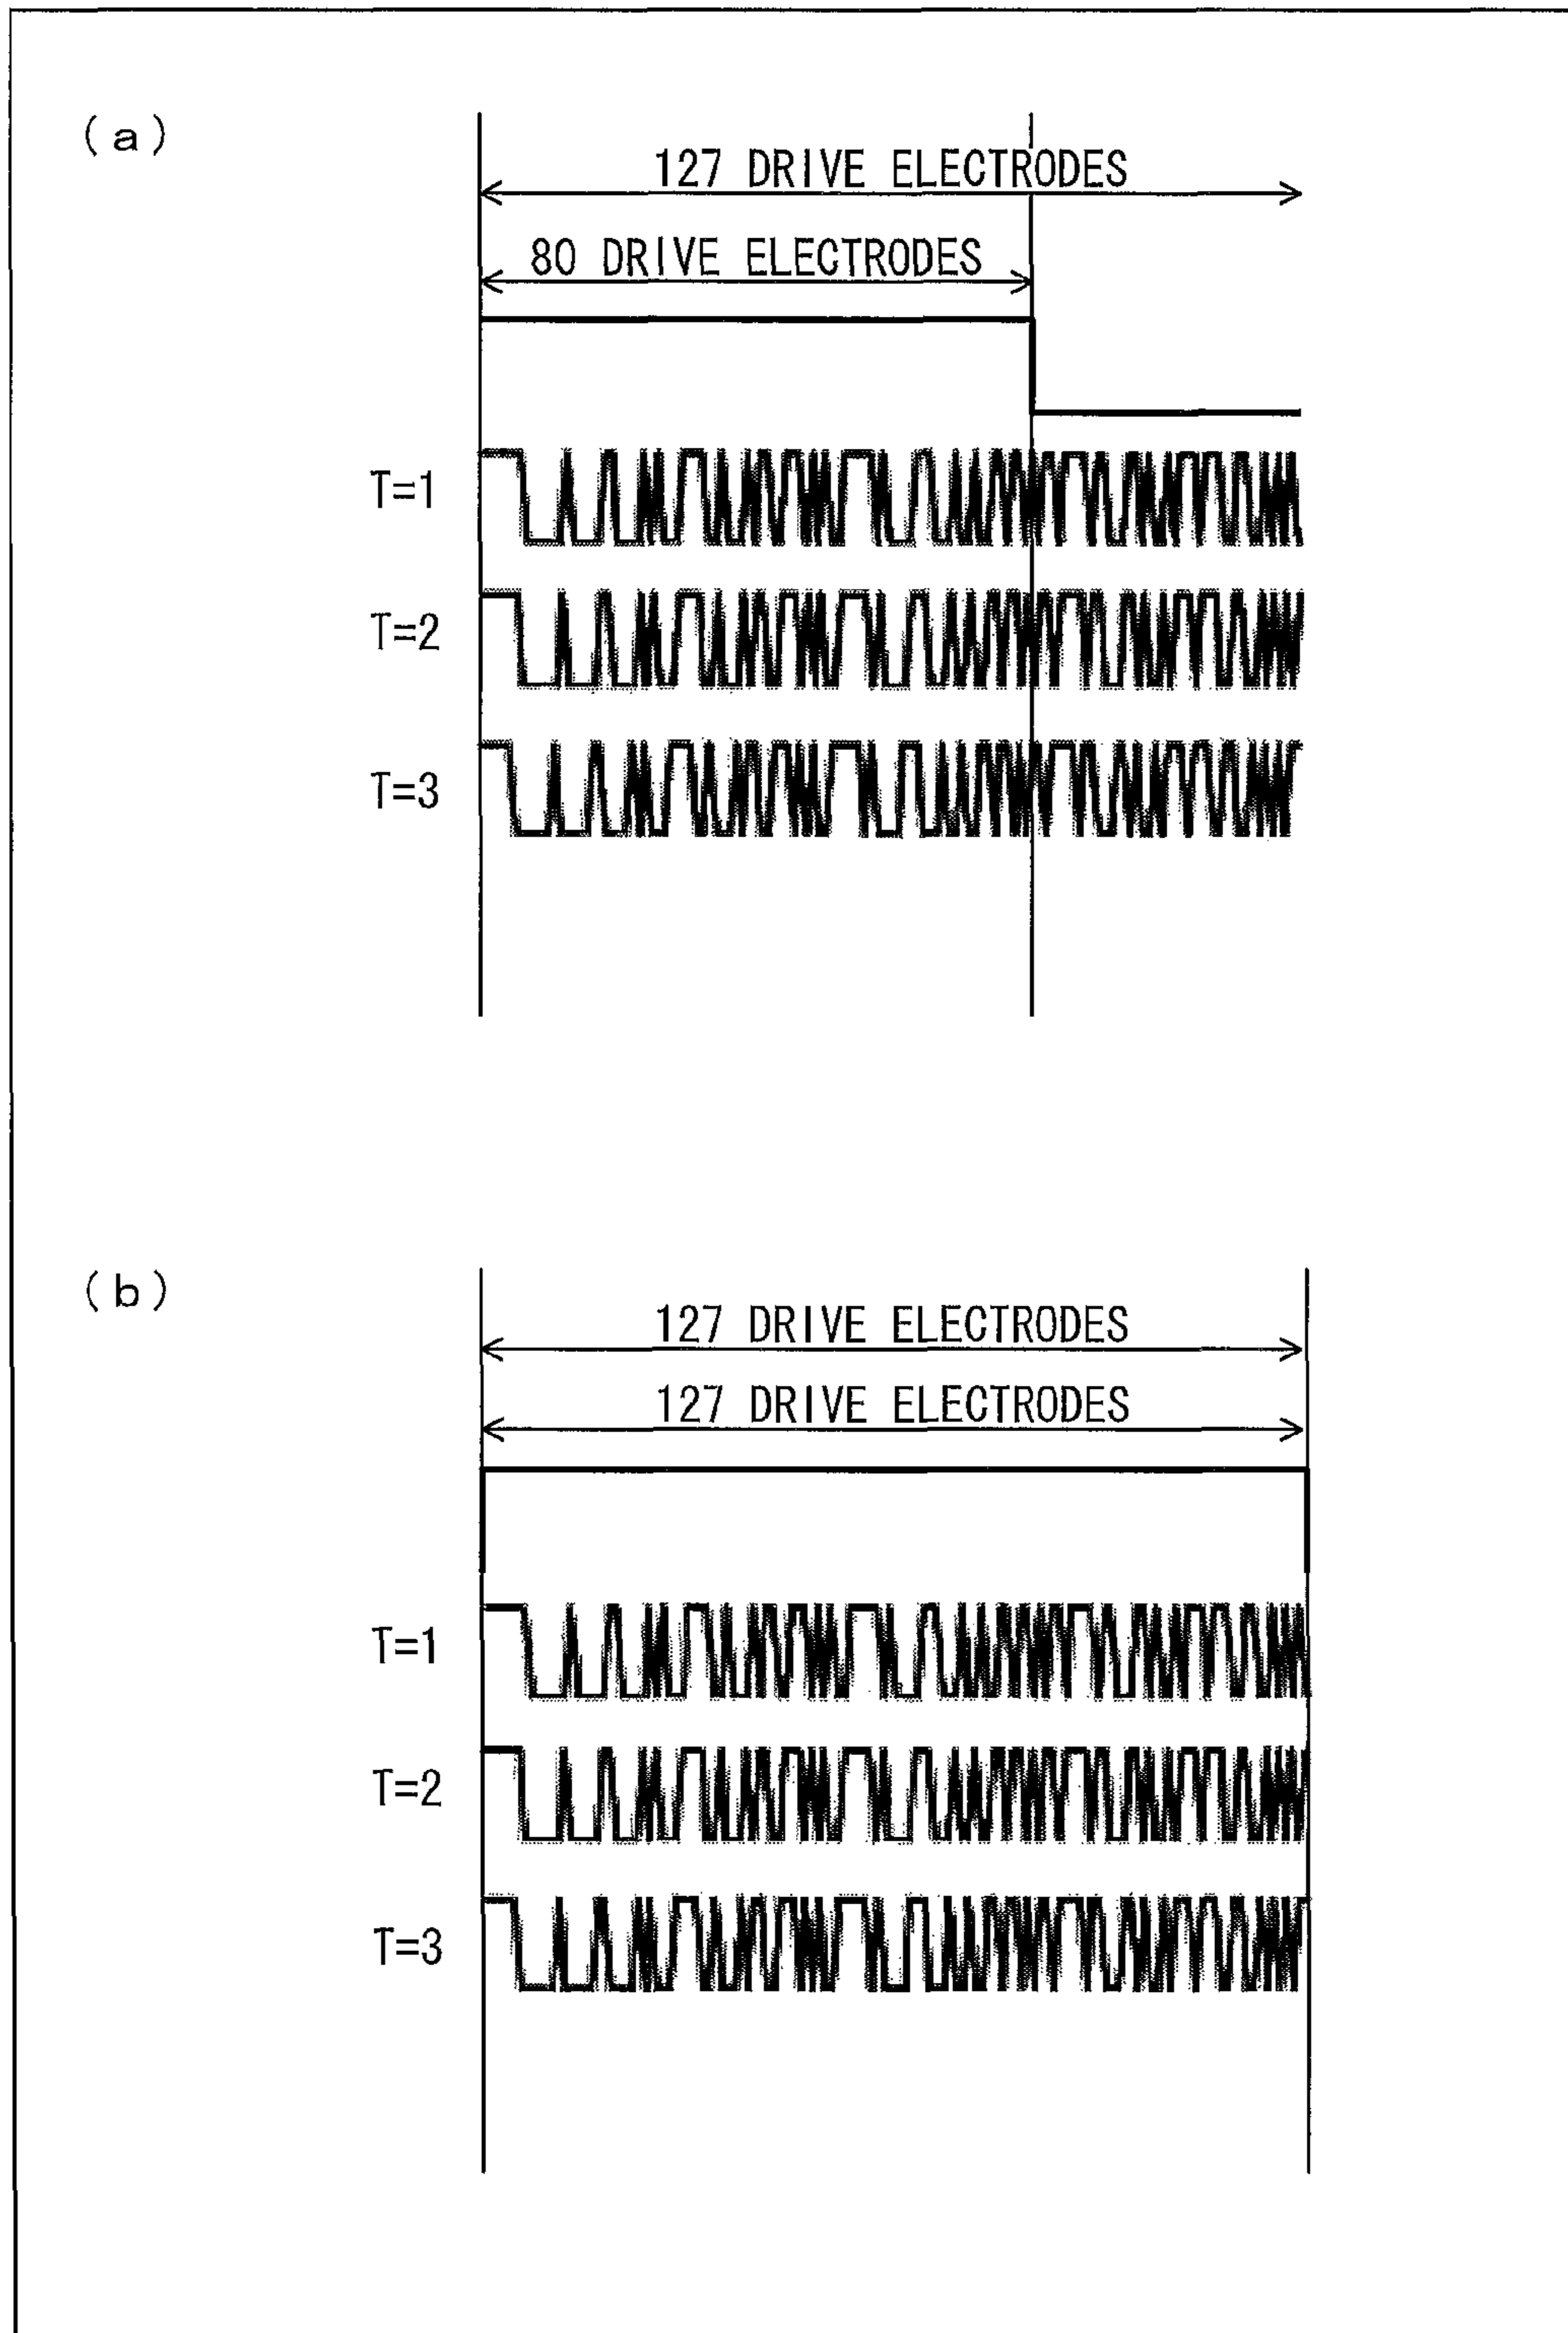 (a)
127 DRIVE ELECTRODES
80 DRIVE ELECTRODES
T=1
T=2
T=3
(b)
127 DRIVE ELECTRODES
127 DRIVE ELECTRODES
T=1
T=2
T=3